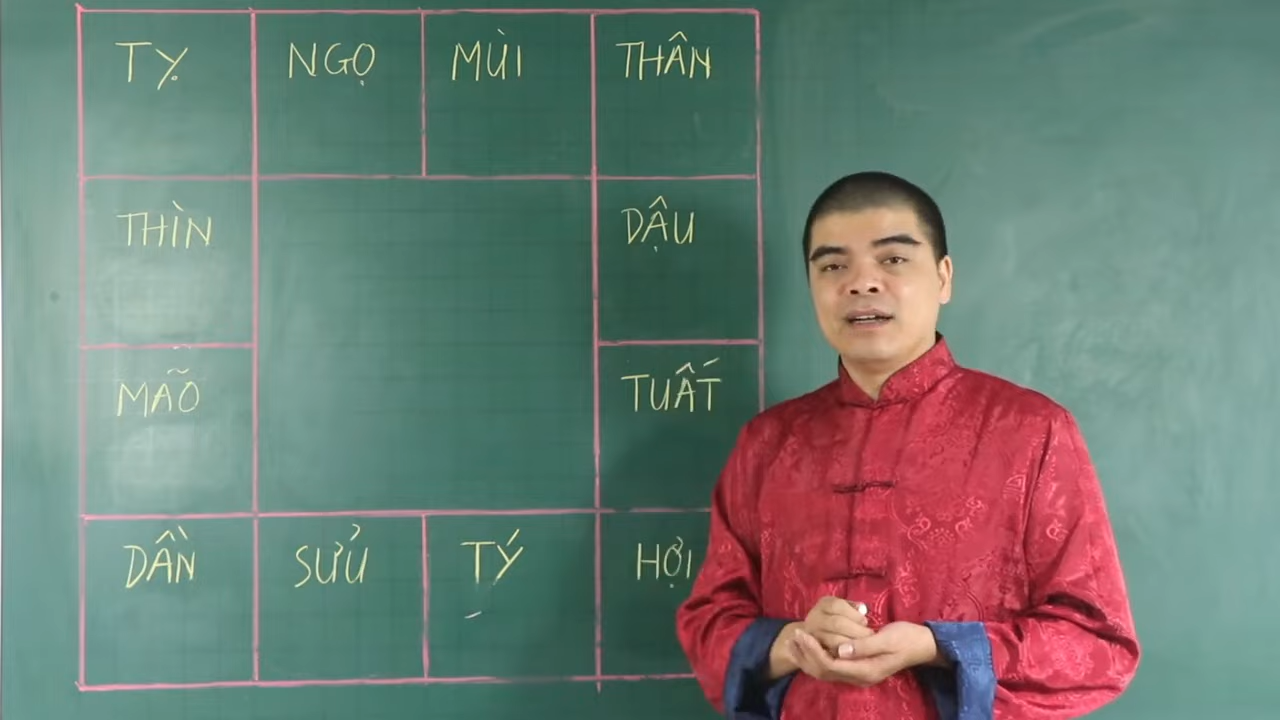 TỴ NGỌ MÙI THÂN
THÌN DẬU
MÃO TUẤT
DẦN SỬU TÝ HỢI